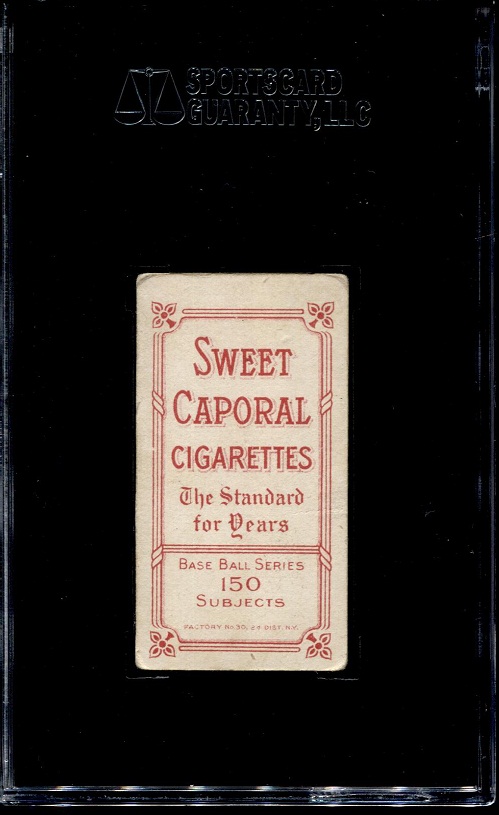 SPORTSCARD
GUARANTY, LLC
SWEET
CAPORAL
CIGARETTES
The Standard
for Years
BASE BALL SERIES
150
SUBJECTS
FACTORY No. 30, 2d DIST. N.Y.